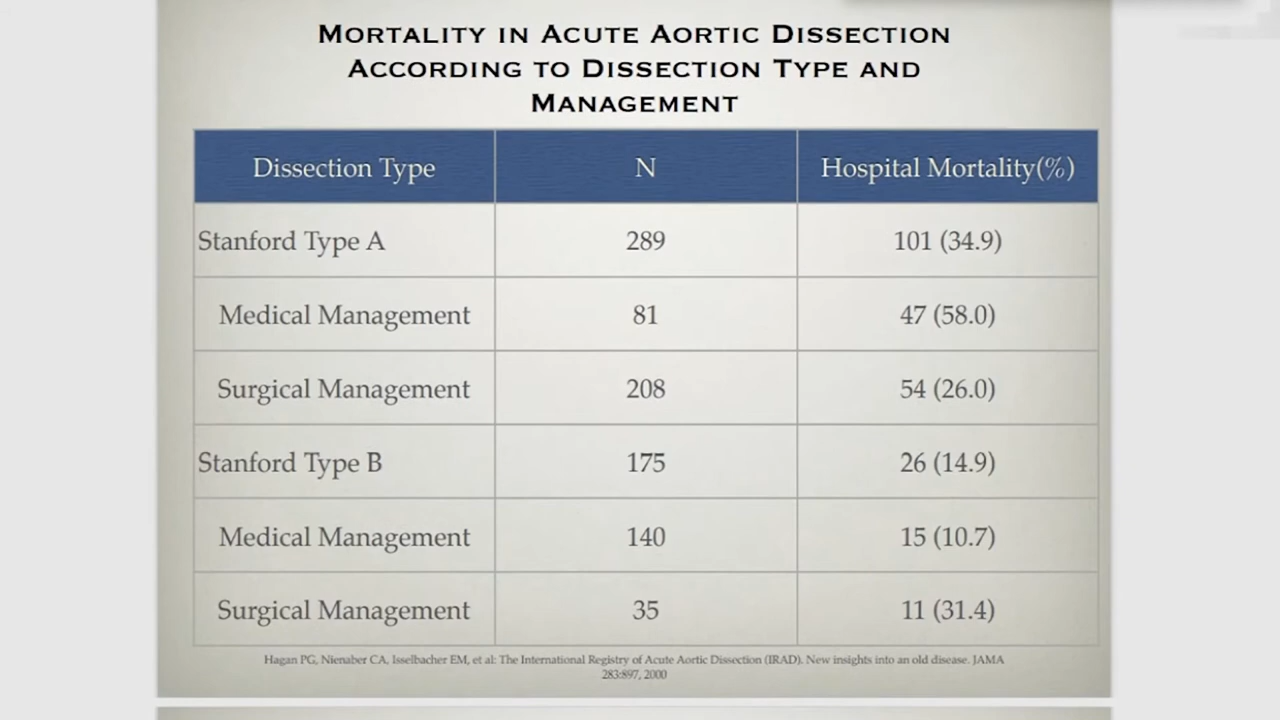 MORTALITY IN ACUTE AORTIC DISSECTION
ACCORDING TO DISSECTION TYPE AND
MANAGEMENT
Dissection Type N Hospital Mortality(%)
Stanford Type A 289 101 (34.9)
Medical Management 81 47 (58.0)
Surgical Management 208 54 (26.0)
Stanford Type B 175 26 (14.9)
Medical Management 140 15 (10.7)
Surgical Management 35 11 (31.4)
Hagan PG, Nienaber CA, Isselbacher EM, et al: The International Registry of Acute Aortic Dissection (IRAD). New insights into an old disease. JAMA
283:897, 2000